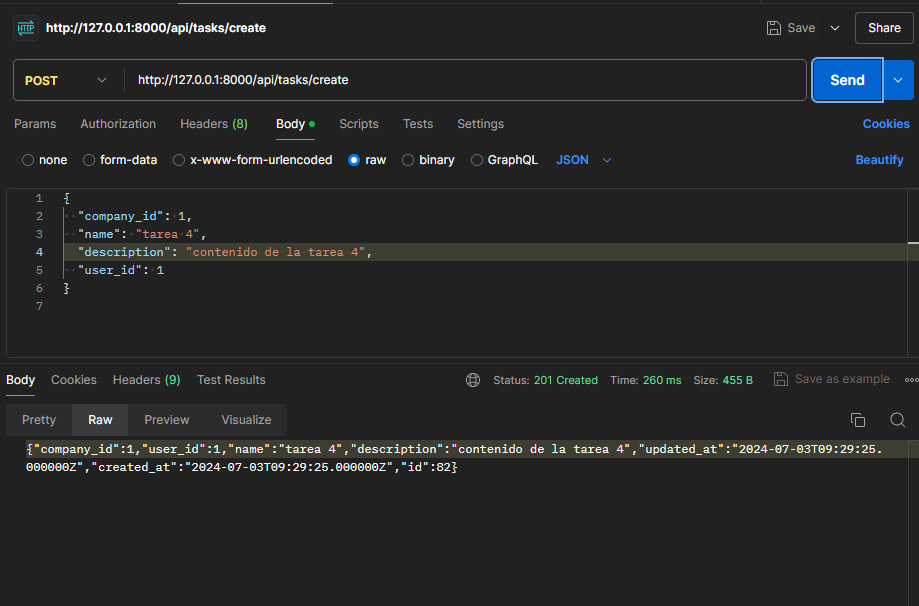 HTTP http://127.0.0.1:8000/api/tasks/create Save Share
POST http://127.0.0.1:8000/api/tasks/create Send
Params Authorization Headers (8) Body Scripts Tests Settings Cookies
none form-data x-www-form-urlencoded raw binary GraphQL JSON Beautify
1 {
2 "company_id": 1,
3 "name": "tarea 4",
4 "description": "contenido de la tarea 4",
5 "user_id": 1
6 }
7
Body Cookies Headers (9) Test Results Status: 201 Created Time: 260 ms Size: 455 B Save as example
Pretty Raw Preview Visualize
{"company_id":1,"user_id":1,"name":"tarea 4","description":"contenido de la tarea 4","updated_at":"2024-07-03T09:29:25.
000000Z","created_at":"2024-07-03T09:29:25.000000Z","id":82}